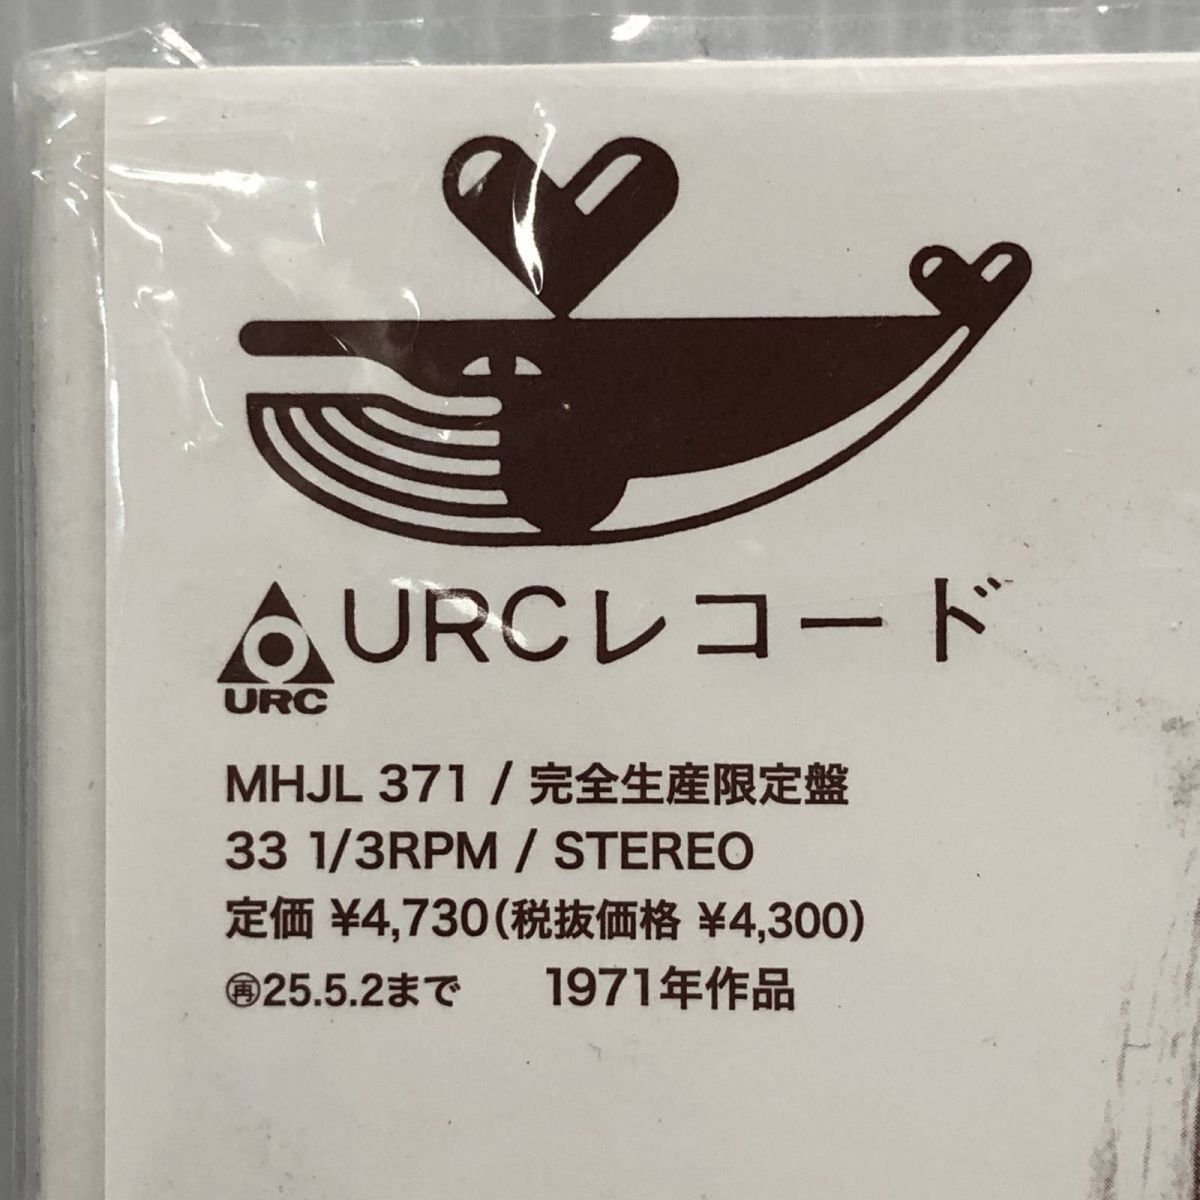 URCレコード
URC
MHJL 371 / 完全生産限定盤
33 1/3RPM / STEREO
定価 ¥4,730(税抜価格 ¥4,300)
㊢25.5.2まで 1971年作品